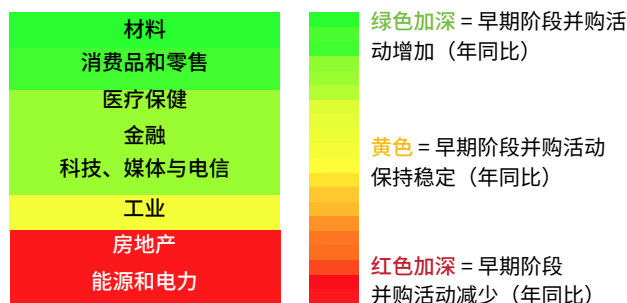 材料
消费品和零售
医疗保健
金融
科技、媒体与电信
工业
房地产
能源和电力
绿色加深 = 早期阶段并购活
动增加（年同比）
黄色 = 早期阶段并购活动
保持稳定（年同比）
红色加深 = 早期阶段
并购活动减少（年同比）